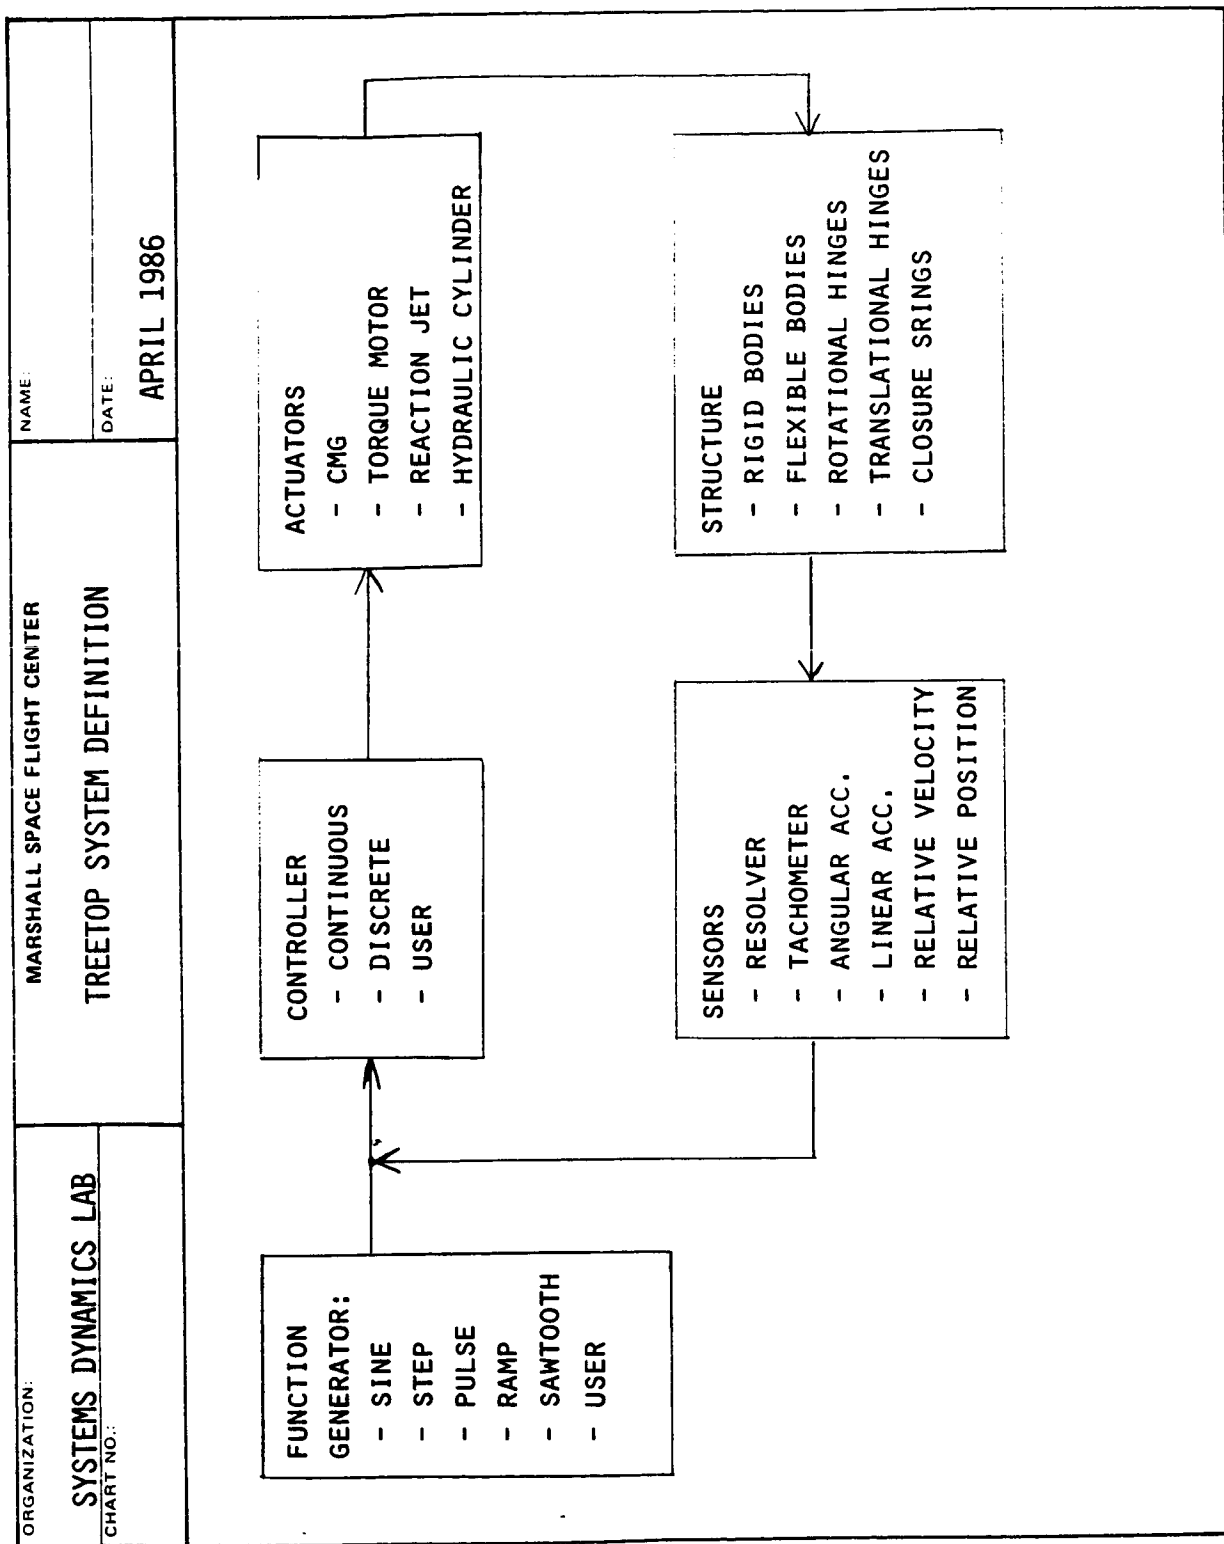 ORGANIZATION:
SYSTEMS DYNAMICS LAB
CHART NO.:
MARSHALL SPACE FLIGHT CENTER
TREETOP SYSTEM DEFINITION
NAME:
DATE:
APRIL 1986
FUNCTION
GENERATOR:
- SINE
- STEP
- PULSE
- RAMP
- SAWTOOTH
- USER
CONTROLLER
- CONTINUOUS
- DISCRETE
- USER
ACTUATORS
- CMG
- TORQUE MOTOR
- REACTION JET
- HYDRAULIC CYLINDER
SENSORS
- RESOLVER
- TACHOMETER
- ANGULAR ACC.
- LINEAR ACC.
- RELATIVE VELOCITY
- RELATIVE POSITION
STRUCTURE
- RIGID BODIES
- FLEXIBLE BODIES
- ROTATIONAL HINGES
- TRANSLATIONAL HINGES
- CLOSURE SRINGS